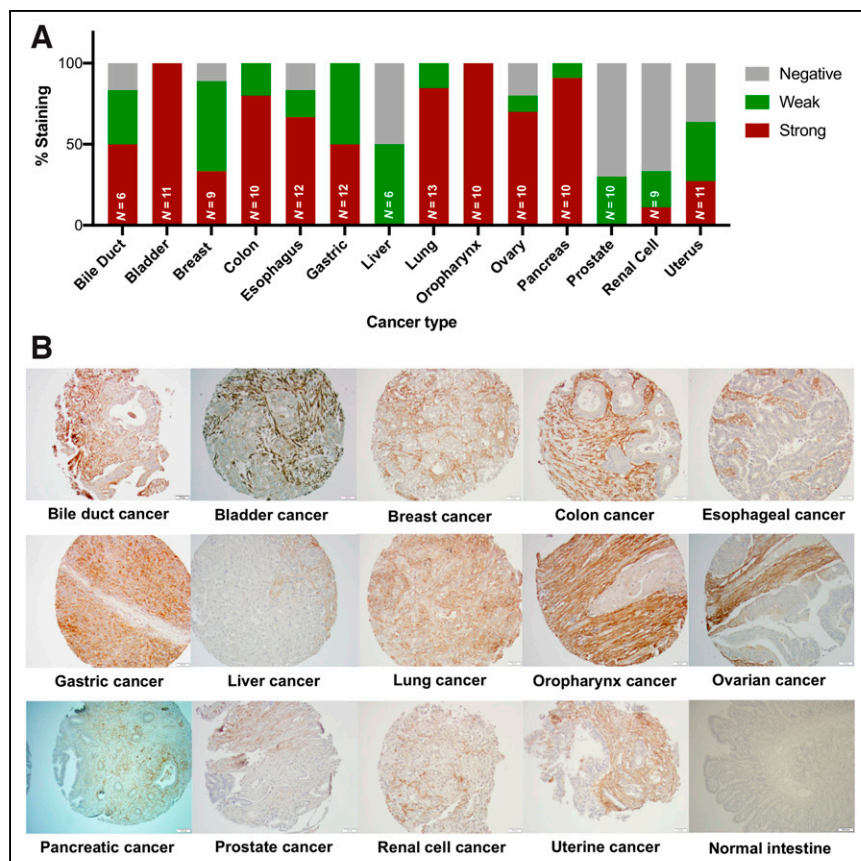 A
% Staining
100
50
0
N = 6
N = 11
N = 9
N = 10
N = 12
N = 12
N = 6
N = 13
N = 10
N = 10
N = 10
N = 10
N = 9
N = 11
Negative
Weak
Strong
Bile Duct
Bladder
Breast
Colon
Esophagus
Gastric
Liver
Lung
Oropharynx
Ovary
Pancreas
Prostate
Renal Cell
Uterus
Cancer type
B
Bile duct cancer
Bladder cancer
Breast cancer
Colon cancer
Esophageal cancer
Gastric cancer
Liver cancer
Lung cancer
Oropharynx cancer
Ovarian cancer
Pancreatic cancer
Prostate cancer
Renal cell cancer
Uterine cancer
Normal intestine